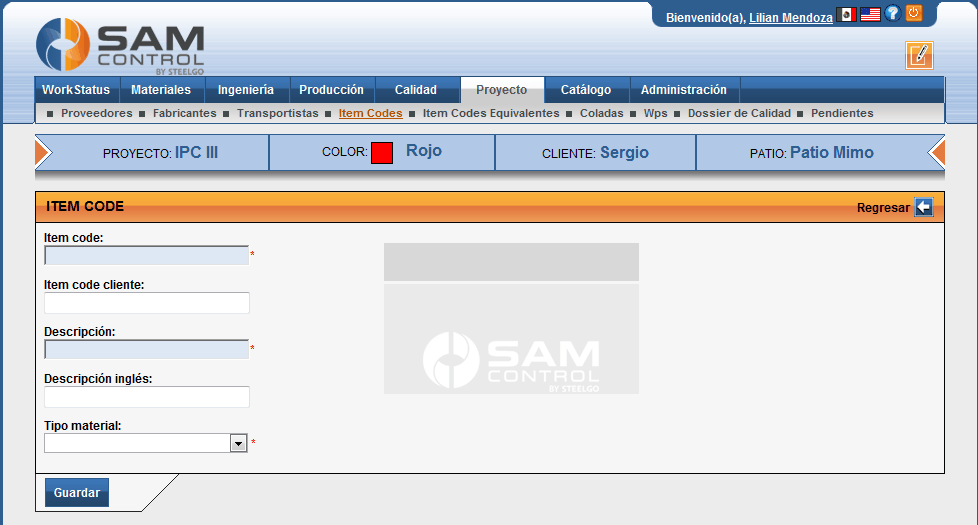 Bienvenido(a), Lilian Mendoza
SAM
CONTROL
BY STEELGO
WorkStatus Materiales Ingeniería Producción Calidad Proyecto Catálogo Administración
Proveedores Fabricantes Transportistas Item Codes Item Codes Equivalentes Coladas Wps Dossier de Calidad Pendientes
PROYECTO: IPC III COLOR: Rojo CLIENTE: Sergio PATIO: Patio Mimo
ITEM CODE Regresar
Item code:
*
Item code cliente:
Descripción:
*
Descripción inglés:
Tipo material:
*
SAM
CONTROL
BY STEELGO
Guardar